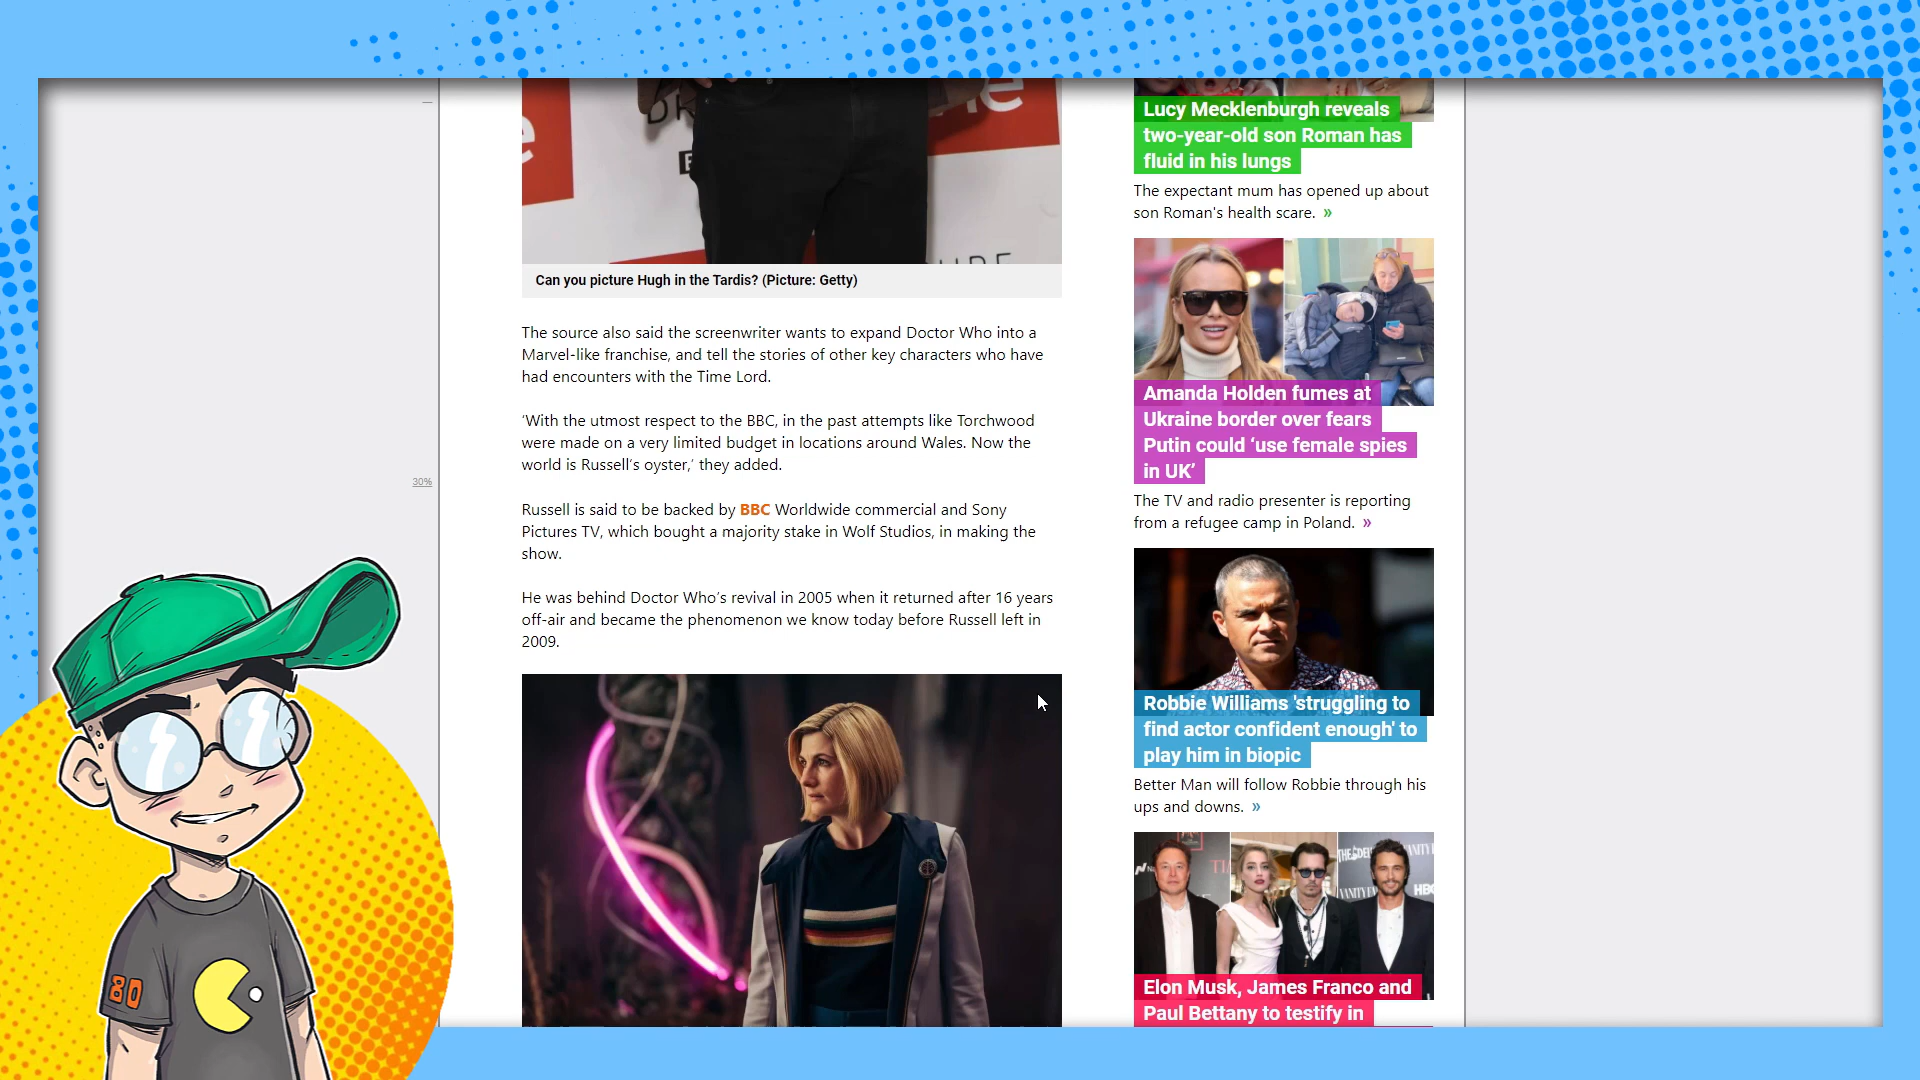 Can you picture Hugh in the Tardis? (Picture: Getty)
The source also said the screenwriter wants to expand Doctor Who into a
Marvel-like franchise, and tell the stories of other key characters who have
had encounters with the Time Lord.
‘With the utmost respect to the BBC, in the past attempts like Torchwood
were made on a very limited budget in locations around Wales. Now the
world is Russell’s oyster,’ they added.
30%
Russell is said to be backed by BBC Worldwide commercial and Sony
Pictures TV, which bought a majority stake in Wolf Studios, in making the
show.
He was behind Doctor Who’s revival in 2005 when it returned after 16 years
off-air and became the phenomenon we know today before Russell left in
2009.
80
Lucy Mecklenburgh reveals
two-year-old son Roman has
fluid in his lungs
The expectant mum has opened up about
son Roman's health scare. »
Amanda Holden fumes at
Ukraine border over fears
Putin could ‘use female spies
in UK’
The TV and radio presenter is reporting
from a refugee camp in Poland. »
Robbie Williams 'struggling to
find actor confident enough' to
play him in biopic
Better Man will follow Robbie through his
ups and downs. »
Elon Musk, James Franco and
Paul Bettany to testify in